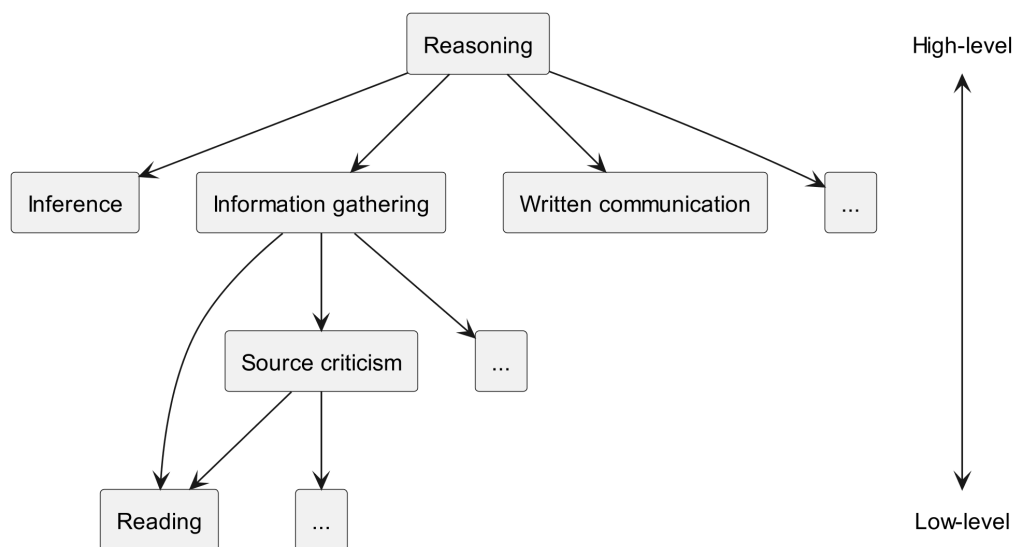 Reasoning
High-level
Inference
Information gathering
Written communication
...
Source criticism
...
Reading
...
Low-level